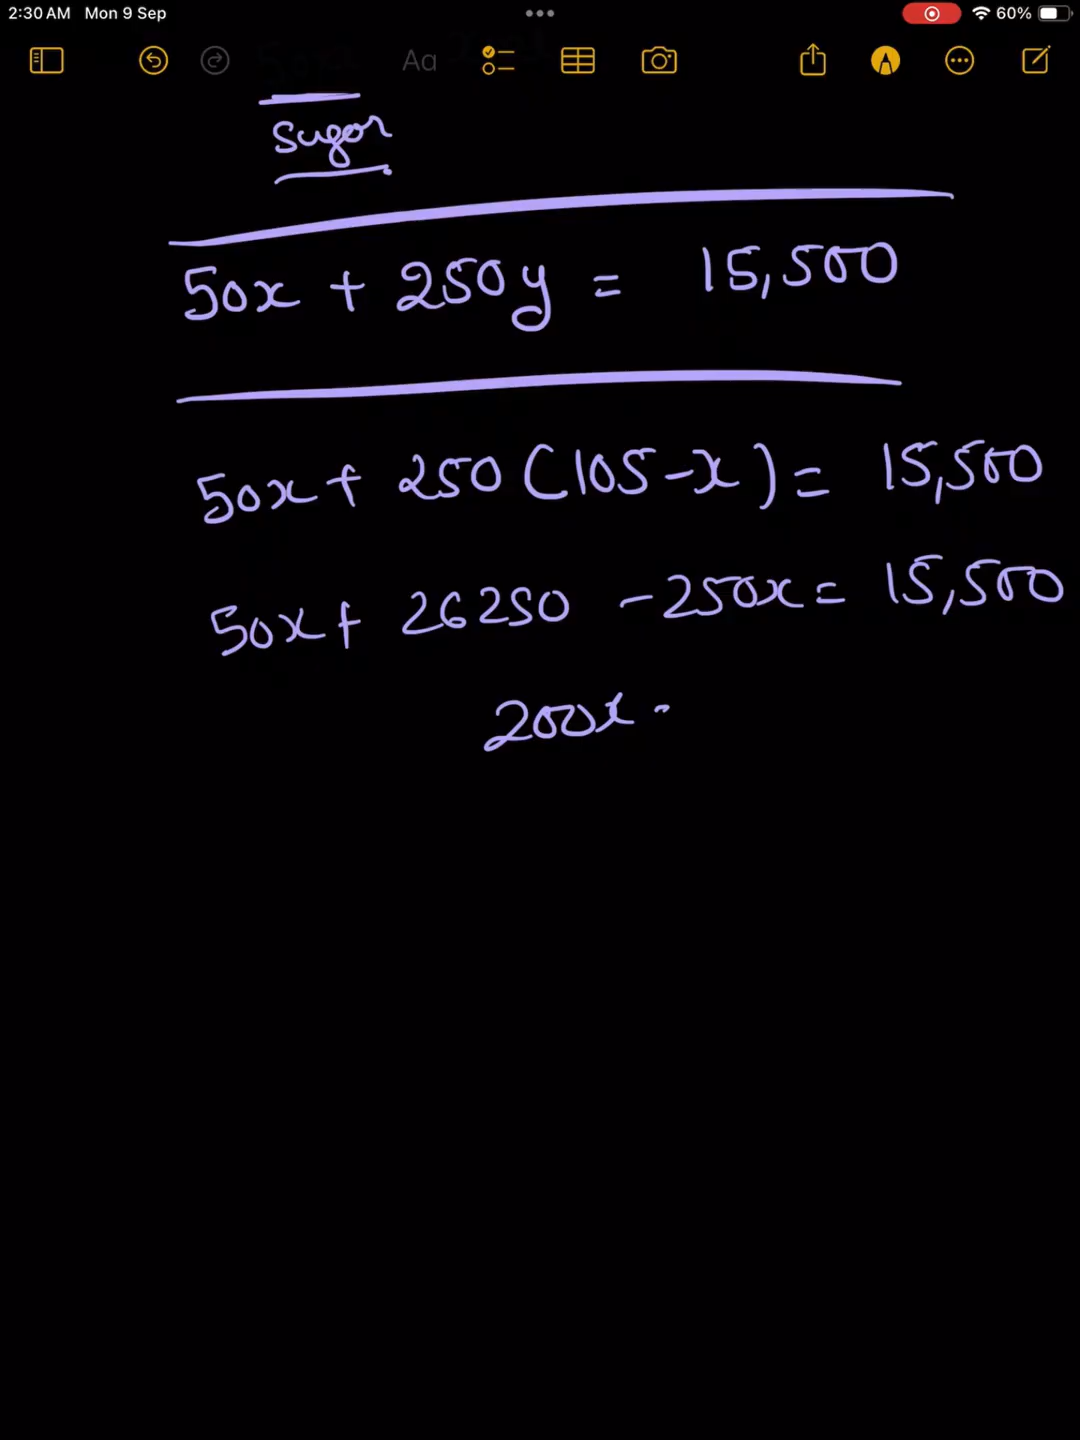 2:30 AM Mon 9 Sep
60%
Aa
Sugar
50x + 250y = 15,500
50x + 250 (105 - x) = 15,500
50x + 26250 - 250x = 15,500
200x -